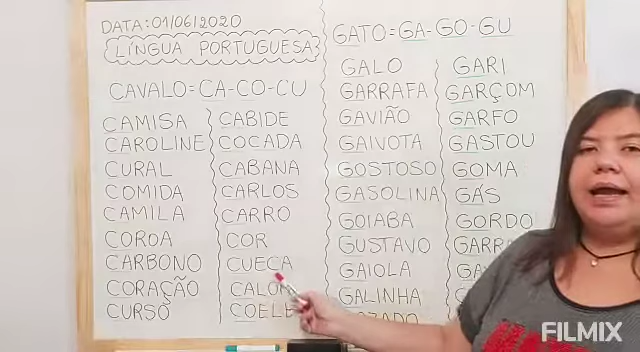 DATA: 01/06/2020
LÍNGUA PORTUGUESA
CAVALO= CA-CO-CU
CAMISA
CAROLINE
CURAL
COMIDA
CAMILA
COROA
CARBONO
CORAÇÃO
CURSO
CABIDE
COCADA
CABANA
CARLOS
CARRO
COR
CUECA
GATO= GA-GO-GU
GALO
GARRAFA
GAVIÃO
GAIVOTA
GOSTOSO
GASOLINA
GOIABA
GUSTAVO
GAIOLA
GALINHA
GARI
GARÇOM
GARFO
GASTOU
GOMA
GÁS
GORDO
FILMIX